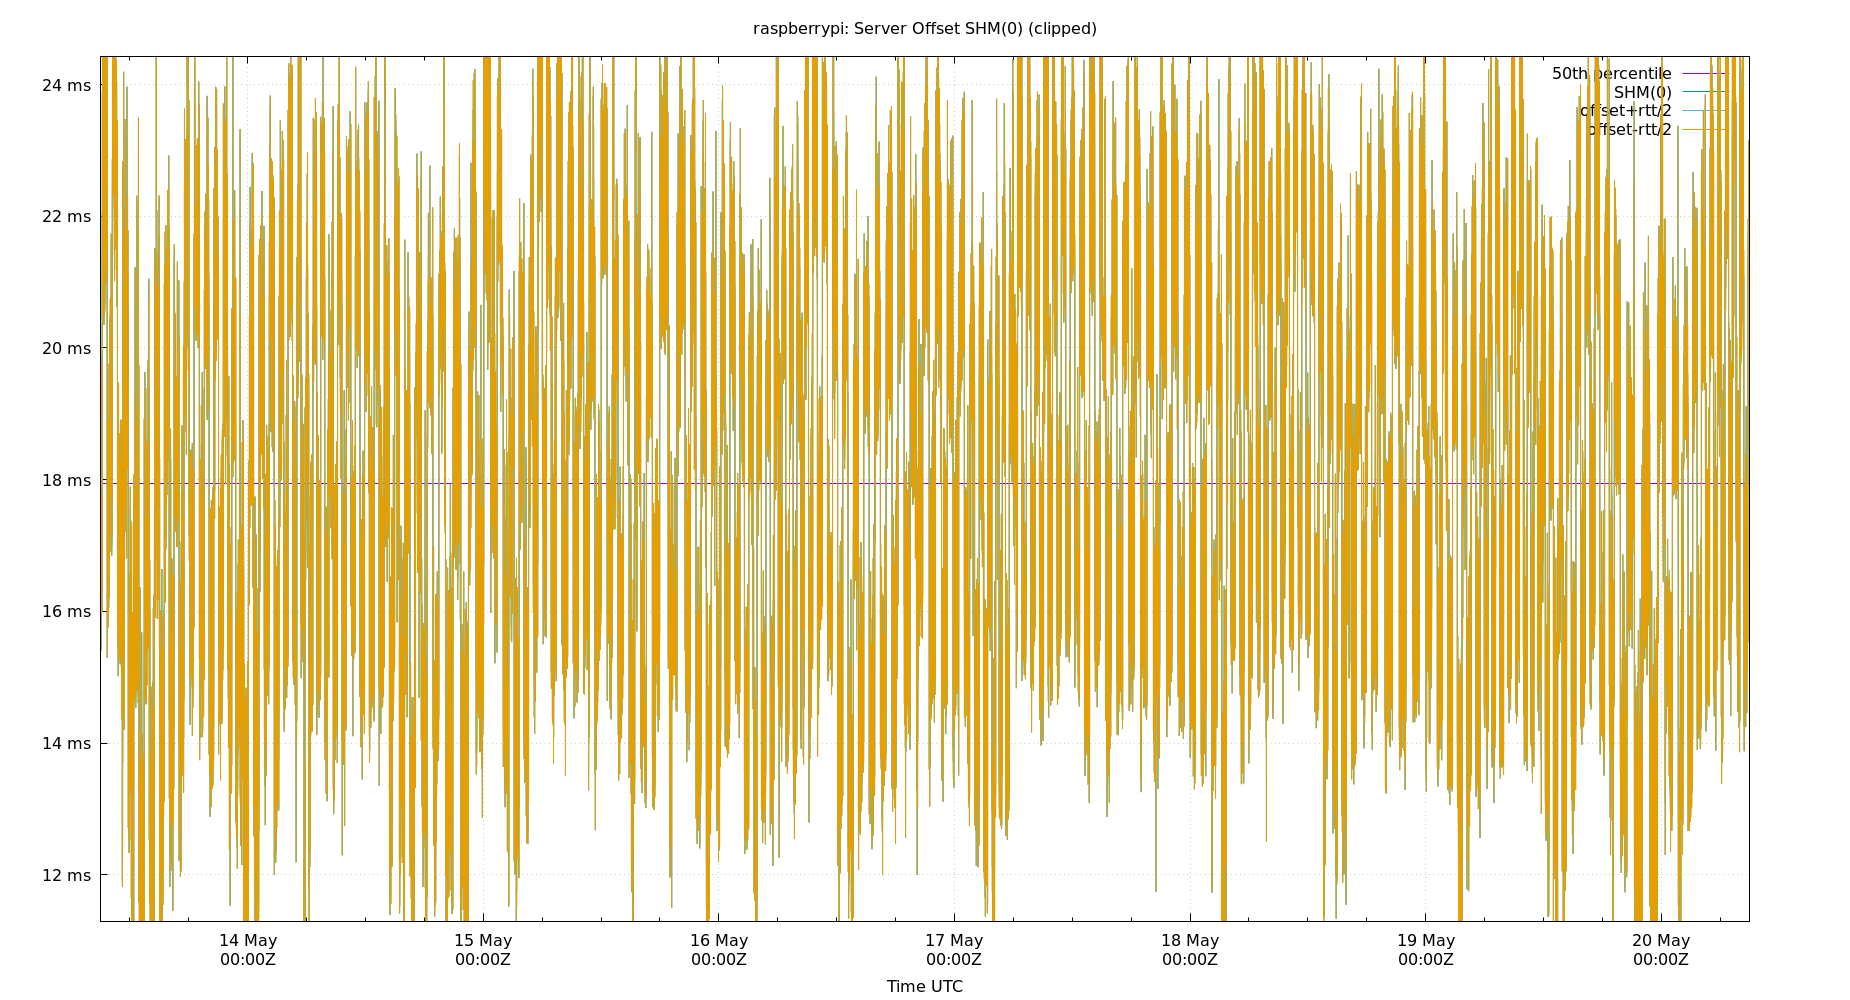 raspberrypi: Server Offset SHM(0) (clipped)
50th percentile
SHM(0)
offset+rtt/2
offset-rtt/2
24 ms
22 ms
20 ms
18 ms
16 ms
14 ms
12 ms
14 May 15 May 16 May 17 May 18 May 19 May 20 May
00:00Z 00:00Z 00:00Z 00:00Z 00:00Z 00:00Z 00:00Z
Time UTC